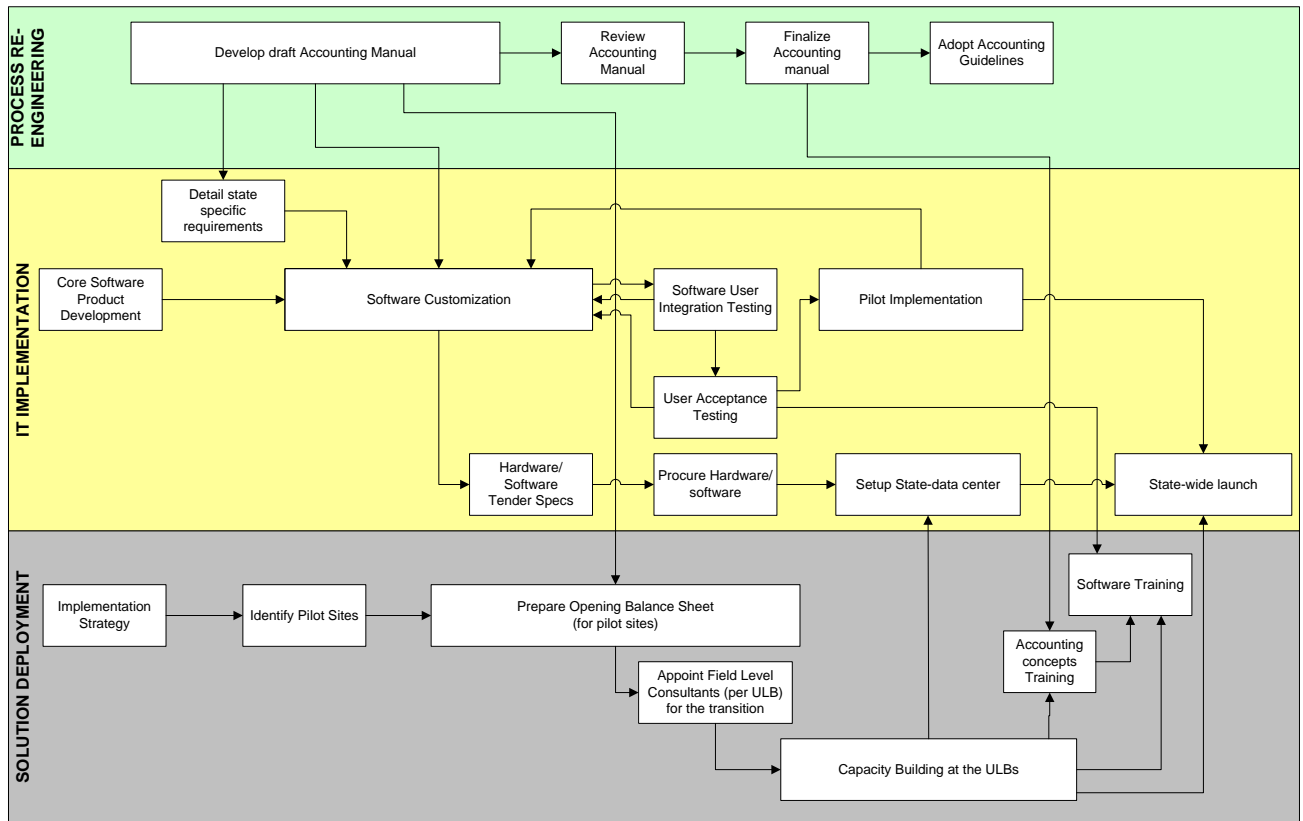 PROCESS RE-
ENGINEERING
Develop draft Accounting Manual
Review
Accounting
Manual
Finalize
Accounting
manual
Adopt Accounting
Guidelines
IT IMPLEMENTATION
Detail state
specific
requirements
Core Software
Product
Development
Software Customization
Software User
Integration Testing
Pilot Implementation
User Acceptance
Testing
Hardware/
Software
Tender Specs
Procure Hardware/
software
Setup State-data center
State-wide launch
SOLUTION DEPLOYMENT
Implementation
Strategy
Identify Pilot Sites
Prepare Opening Balance Sheet
(for pilot sites)
Software Training
Accounting
concepts
Training
Appoint Field Level
Consultants (per ULB)
for the transition
Capacity Building at the ULBs